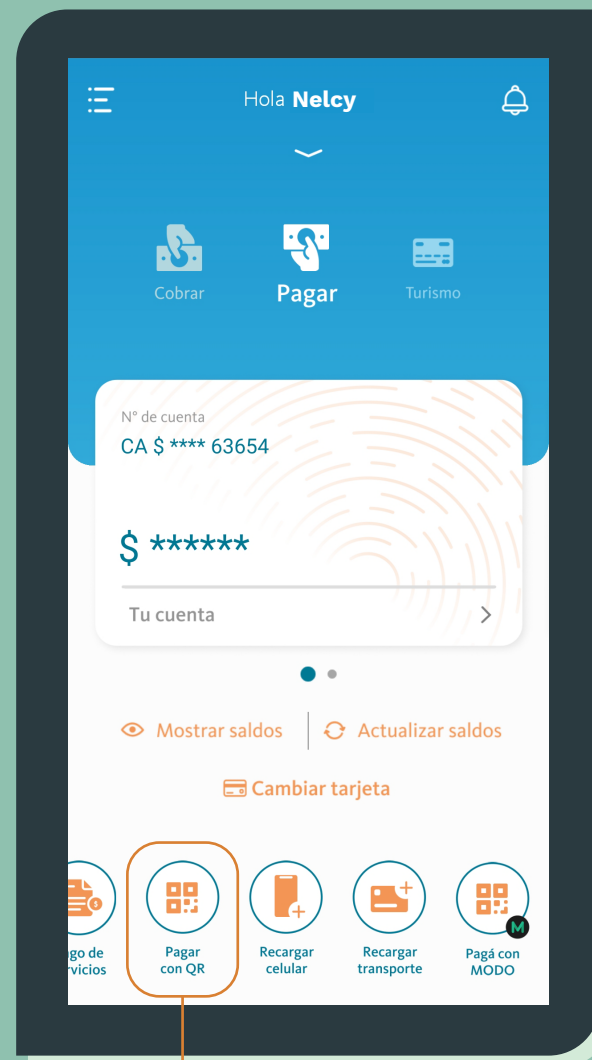 Hola Nelcy
Cobrar
Pagar
Turismo
N° de cuenta
CA $ **** 63654
$ ******
Tu cuenta
Mostrar saldos
Actualizar saldos
Cambiar tarjeta
go de
vicios
Pagar
con QR
Recargar
celular
Recargar
transporte
Pagá con
MODO
M